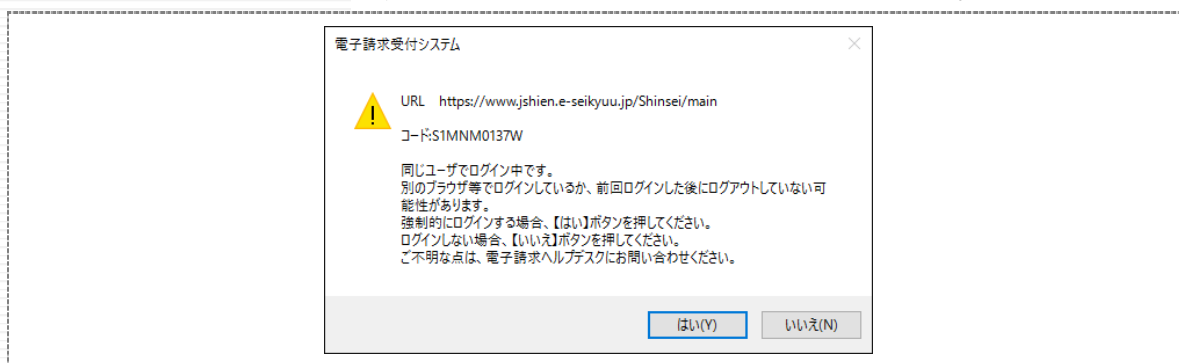 電子請求受付システム
URL　https://www.jshien.e-seikyuu.jp/Shinsei/main
コード:S1MNM0137W
同じユーザでログイン中です。
別のブラウザ等でログインしているか、前回ログインした後にログアウトしていない可
能性があります。
強制的にログインする場合、【はい】ボタンを押してください。
ログインしない場合、【いいえ】ボタンを押してください。
ご不明な点は、電子請求ヘルプデスクにお問い合わせください。
はい(Y)
いいえ(N)